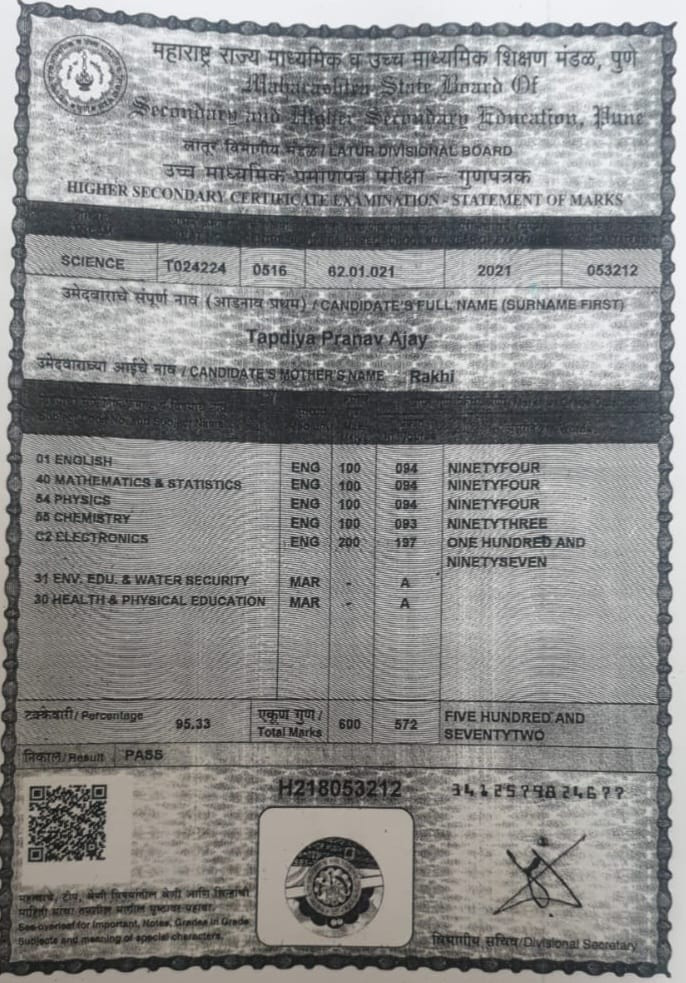 महाराष्ट्र राज्य माध्यमिक व उच्च माध्यमिक शिक्षण मंडळ, पुणे
Maharashtra State Board Of
Secondary and Higher Secondary Education, Pune
लातूर विभागीय मंडळ / LATUR DIVISIONAL BOARD
उच्च माध्यमिक प्रमाणपत्र परीक्षा - गुणपत्रक
HIGHER SECONDARY CERTIFICATE EXAMINATION - STATEMENT OF MARKS
SCIENCE T024224 0516 62.01.021 2021 053212
उमेदवाराचे संपूर्ण नाव (आडनाव प्रथम) / CANDIDATE'S FULL NAME (SURNAME FIRST)
Tapdiya Pranav Ajay
उमेदवाराच्या आईचे नाव / CANDIDATE'S MOTHER'S NAME Rakhi
01 ENGLISH ENG 100 094 NINETYFOUR
40 MATHEMATICS & STATISTICS ENG 100 094 NINETYFOUR
54 PHYSICS ENG 100 094 NINETYFOUR
55 CHEMISTRY ENG 100 093 NINETYTHREE
C2 ELECTRONICS ENG 200 197 ONE HUNDRED AND
NINETYSEVEN
31 ENV. EDU. & WATER SECURITY MAR - A
30 HEALTH & PHYSICAL EDUCATION MAR - A
टक्केवारी / Percentage 95.33 एकूण गुण / Total Marks 600 572 FIVE HUNDRED AND
SEVENTYTWO
निकाल / Result PASS
H218053212
महत्वाचे, टीप, श्रेणी विषयांतील श्रेणी आणि चिन्हांची
माहिती मागील पृष्ठावर पहावा.
See overleaf for Important, Notes, Grades in Grade
Subjects and meaning of special characters.
विभागीय सचिव / Divisional Secretary